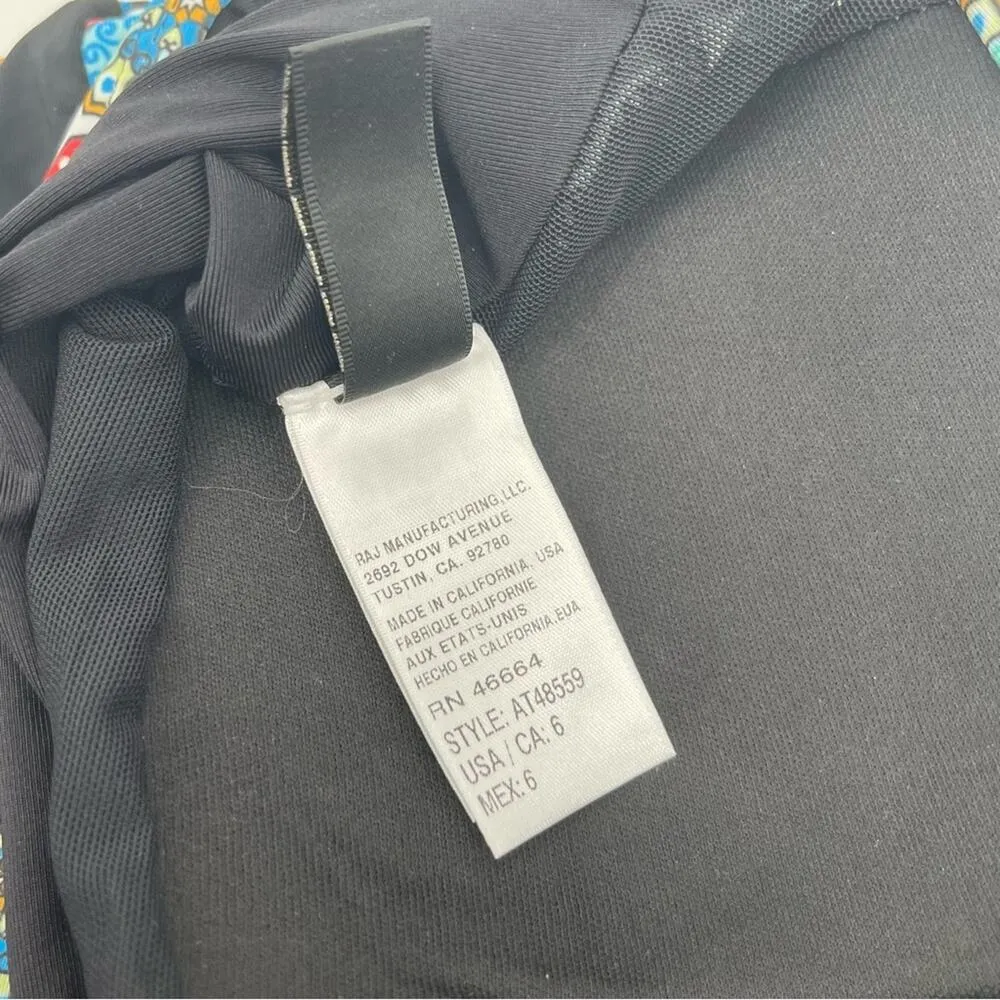 RAJ MANUFACTURING,LLC.
2692 DOW AVENUE
TUSTIN, CA. 92780
MADE IN CALIFORNIA, USA
FABRIQUE CALIFORNIE
AUX ETATS-UNIS
HECHO EN CALIFORNIA,EUA
RN 46664
STYLE: AT48559
USA / CA: 6
MEX: 6